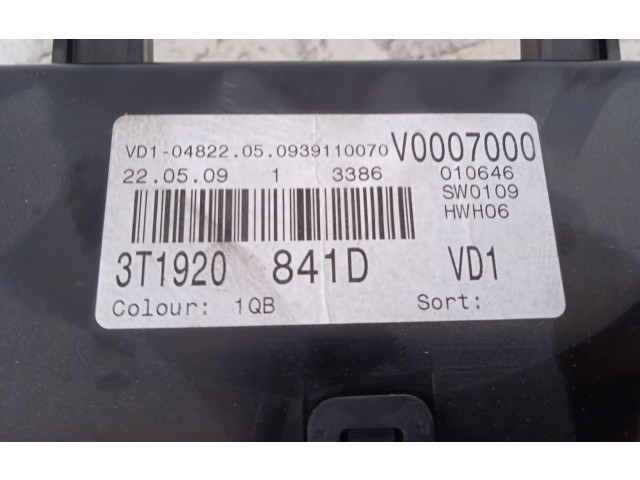 VD1-04822.05.0939110070 V0007000
22.05.09 1 3386 010646
SW0109
HWH06
3T1920 841D VD1
Colour: 1QB Sort: